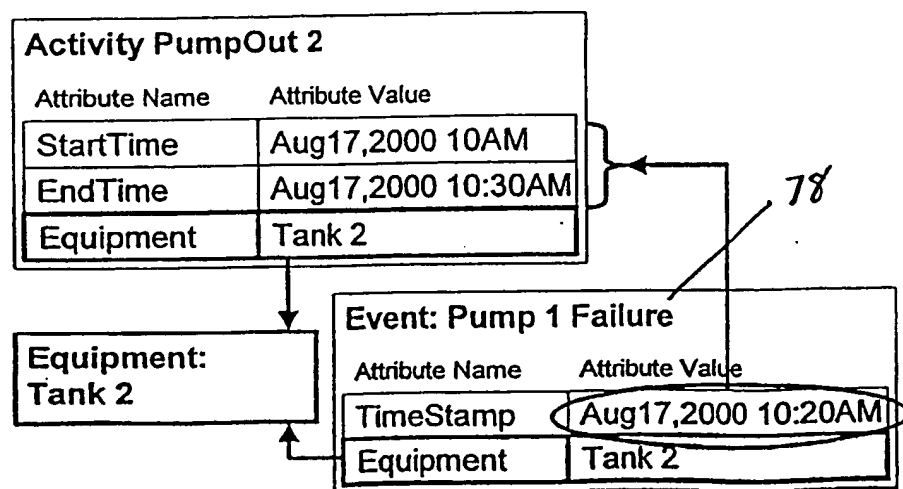 Activity PumpOut 2
Attribute Name Attribute Value
StartTime Aug17,2000 10AM
EndTime Aug17,2000 10:30AM
Equipment Tank 2
78
Equipment:
Tank 2
Event: Pump 1 Failure
Attribute Name Attribute Value
TimeStamp Aug17,2000 10:20AM
Equipment Tank 2